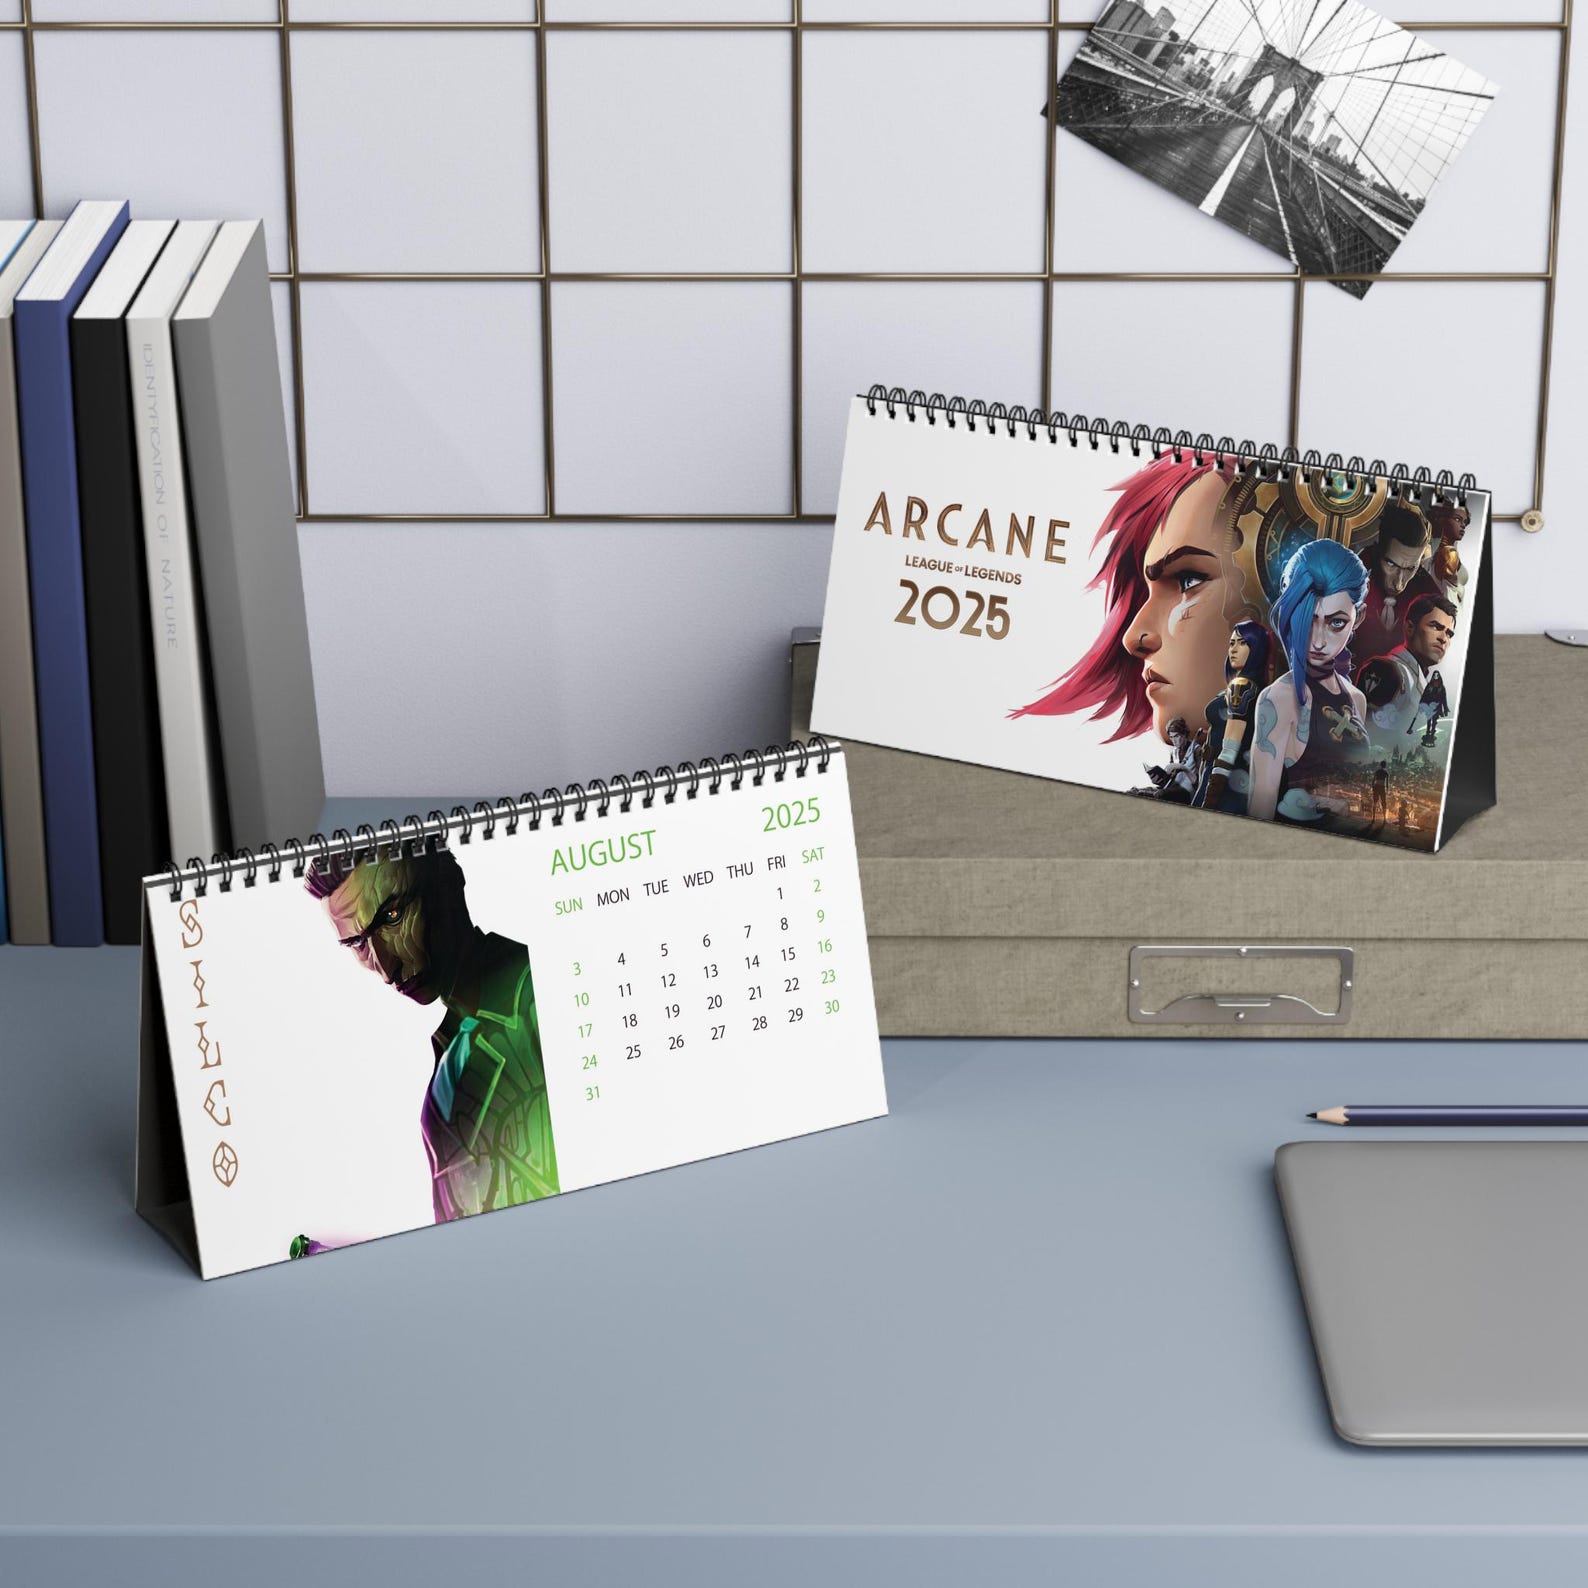 IDENTYFICATION OF NATURE
ARCANE
LEAGUE OF LEGENDS
2025
SILCO
AUGUST 2025
SUN MON TUE WED THU FRI SAT
1 2
3 4 5 6 7 8 9
10 11 12 13 14 15 16
17 18 19 20 21 22 23
24 25 26 27 28 29 30
31